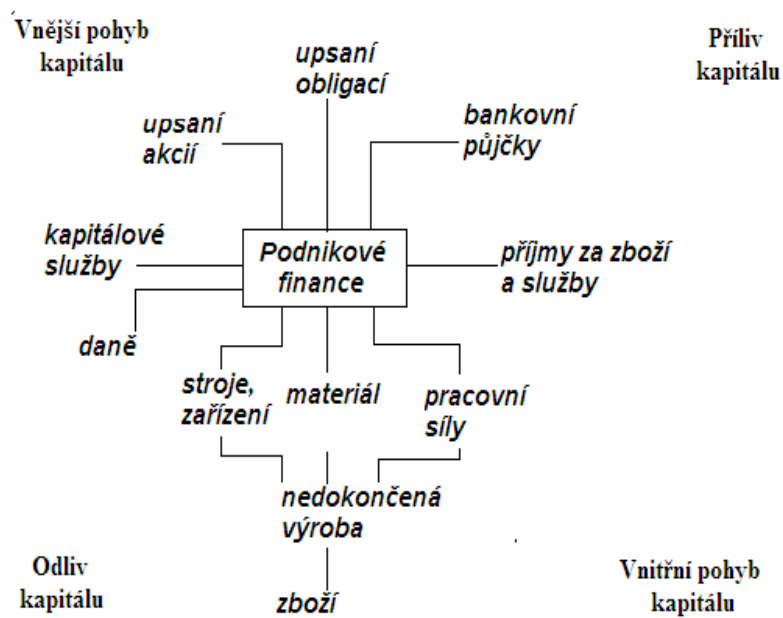 Vnější pohyb
kapitálu
Příliv
kapitálu
upsaní
obligací
upsaní
akcií
bankovní
půjčky
kapitálové
služby
Podnikové
finance
příjmy za zboží
a služby
daně
stroje,
zařízení
materiál
pracovní
síly
nedokončená
výroba
zboží
Odliv
kapitálu
Vnitřní pohyb
kapitálu